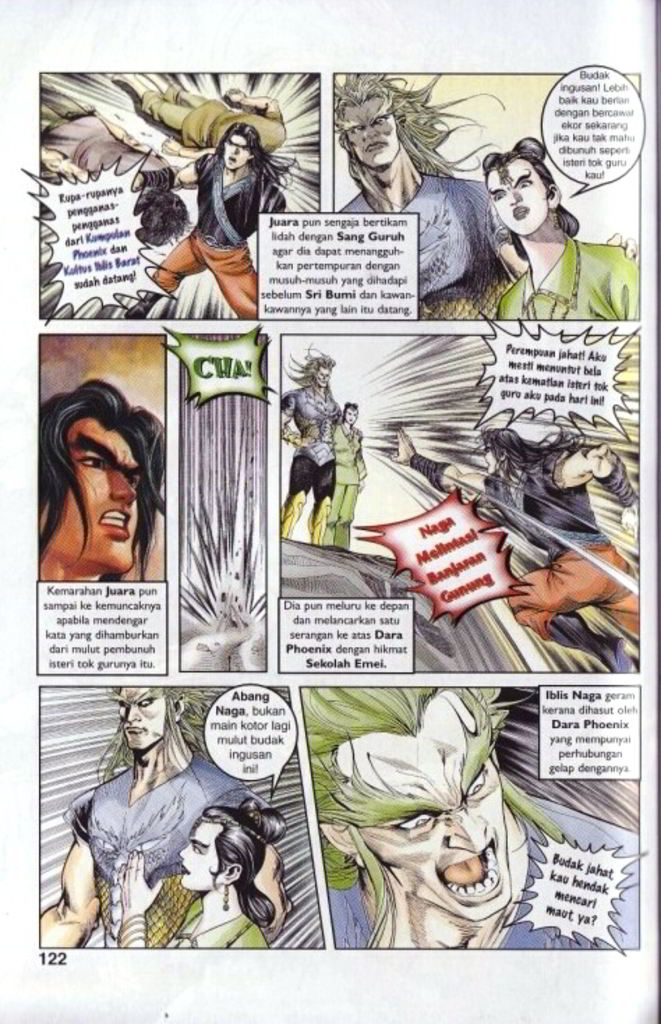 Rupa-rupanya
pengganas-
pengganas
dari Kumpulan
Phoenix dan
Kultus Iblis Barat
sudah datang!
Juara pun sengaja bertikam
lidah dengan Sang Guruh
agar dia dapat menangguh-
kan pertempuran dengan
musuh-musuh yang dihadapi
sebelum Sri Bumi dan kawan-
kawannya yang lain itu datang.
Budak
ingusan! Lebih
baik kau berlari
dengan bercawat
ekor sekarang
jika kau tak mahu
dibunuh seperti
isteri tok guru
kau!
Kemarahan Juara pun
sampai ke kemuncaknya
apabila mendengar
kata yang dihamburkan
dari mulut pembunuh
isteri tok gurunya itu.
CHA!
Perempuan jahat! Aku
mesti menuntut bela
atas kematian isteri tok
guru aku pada hari ini!
Naga
Melintasi
Banjaran
Gunung
Dia pun meluru ke depan
dan melancarkan satu
serangan ke atas Dara
Phoenix dengan hikmat
Sekolah Emei.
Abang
Naga, bukan
main kotor lagi
mulut budak
ingusan
ini!
Iblis Naga geram
kerana dihasut oleh
Dara Phoenix
yang mempunyai
perhubungan
gelap dengannya.
Budak jahat
kau hendak
mencari
maut ya?
122